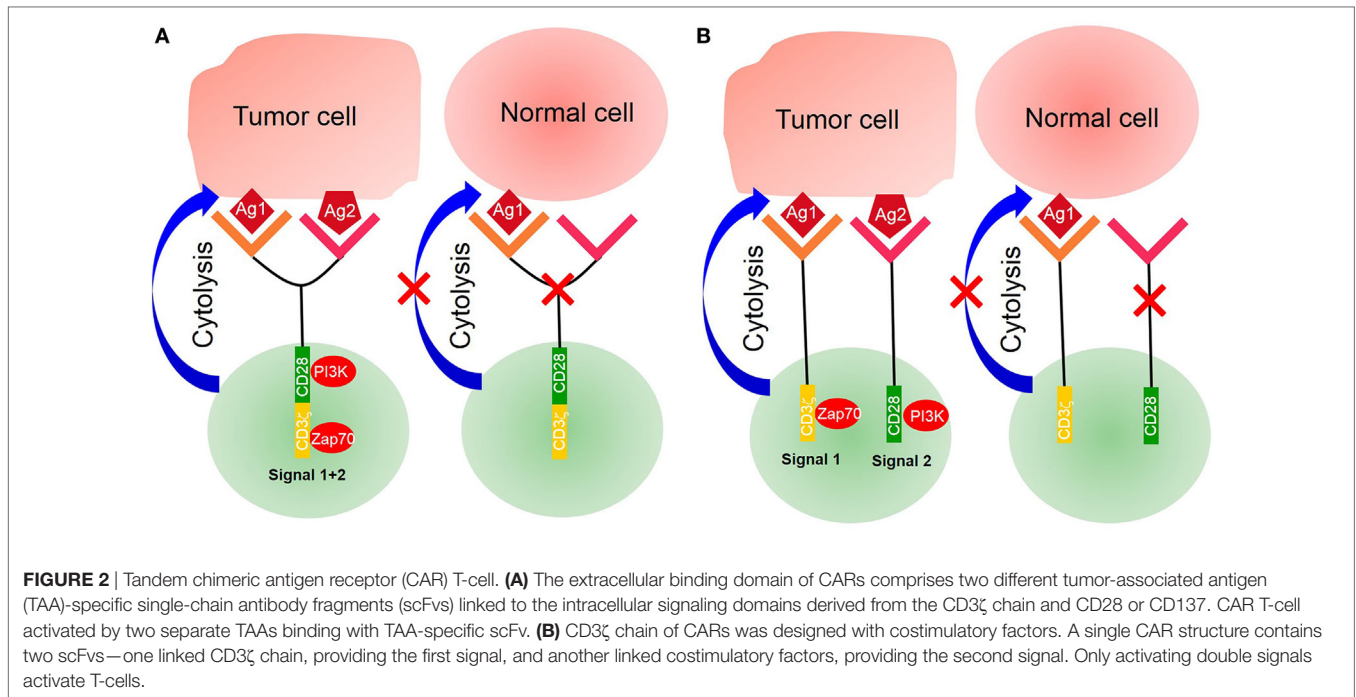 A
Tumor cell
Normal cell
Ag1
Ag2
Ag1
Cytolysis
Cytolysis
CD28
PI3K
CD3ζ
Zap70
Signal 1+2
CD28
CD3ζ
B
Tumor cell
Normal cell
Ag1
Ag2
Ag1
Cytolysis
Cytolysis
CD3ζ
Zap70
CD28
PI3K
Signal 1
Signal 2
CD3ζ
CD28
FIGURE 2 | Tandem chimeric antigen receptor (CAR) T-cell. (A) The extracellular binding domain of CARs comprises two different tumor-associated antigen
(TAA)-specific single-chain antibody fragments (scFvs) linked to the intracellular signaling domains derived from the CD3ζ chain and CD28 or CD137. CAR T-cell
activated by two separate TAAs binding with TAA-specific scFv. (B) CD3ζ chain of CARs was designed with costimulatory factors. A single CAR structure contains
two scFvs—one linked CD3ζ chain, providing the first signal, and another linked costimulatory factors, providing the second signal. Only activating double signals
activate T-cells.